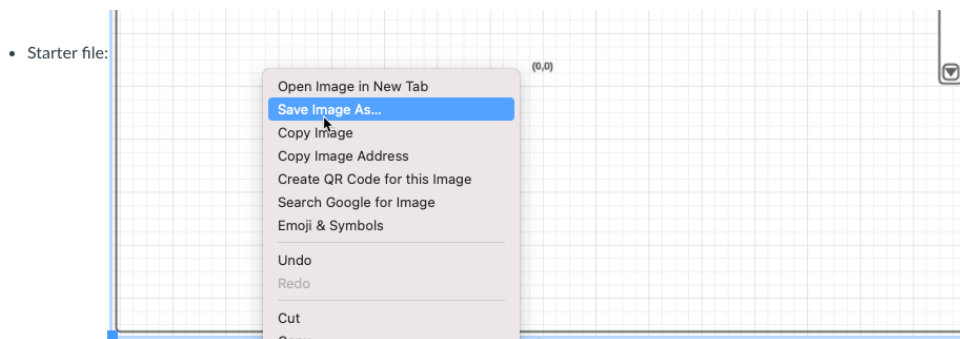 Starter file:
(0,0)
Open Image in New Tab
Save Image As...
Copy Image
Copy Image Address
Create QR Code for this Image
Search Google for Image
Emoji & Symbols
Undo
Redo
Cut